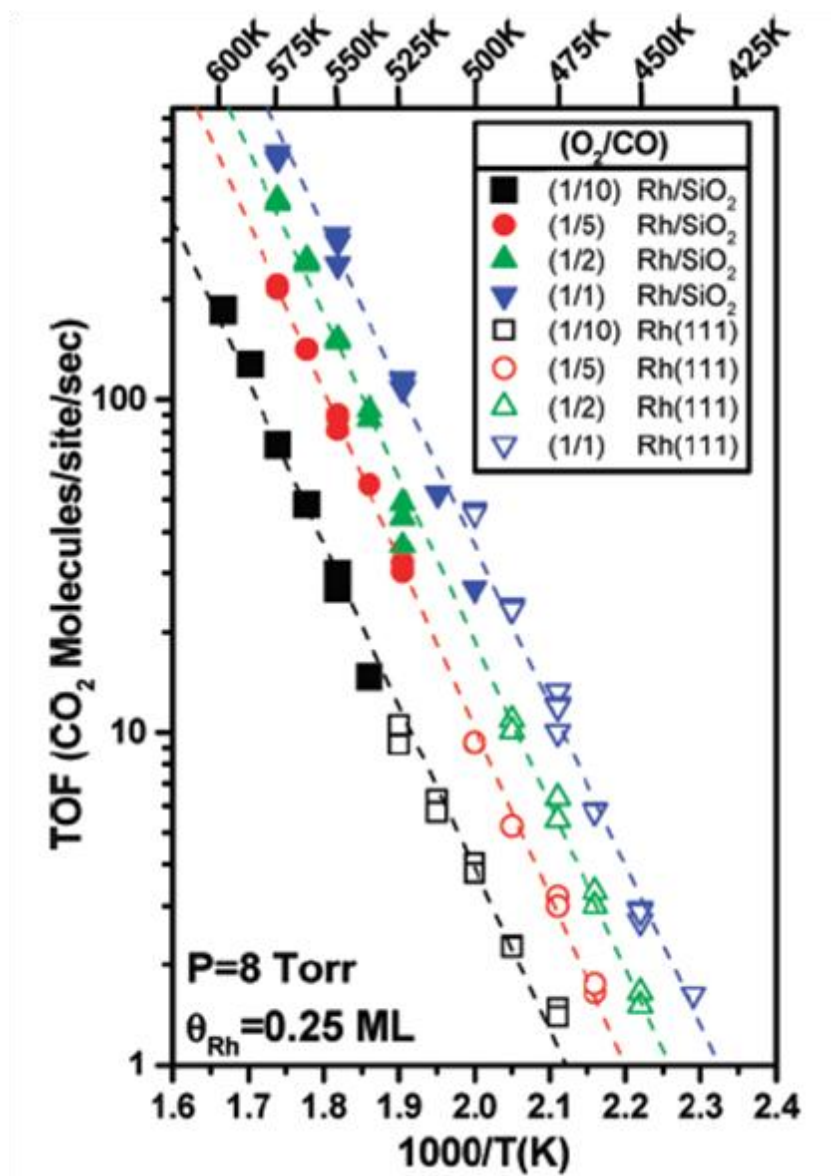 600K 575K 550K 525K 500K 475K 450K 425K
(O₂/CO)
(1/10) Rh/SiO₂
(1/5) Rh/SiO₂
(1/2) Rh/SiO₂
(1/1) Rh/SiO₂
(1/10) Rh(111)
(1/5) Rh(111)
(1/2) Rh(111)
(1/1) Rh(111)
TOF (CO₂ Molecules/site/sec)
100
10
1
P=8 Torr
θRh=0.25 ML
1.6 1.7 1.8 1.9 2.0 2.1 2.2 2.3 2.4
1000/T(K)